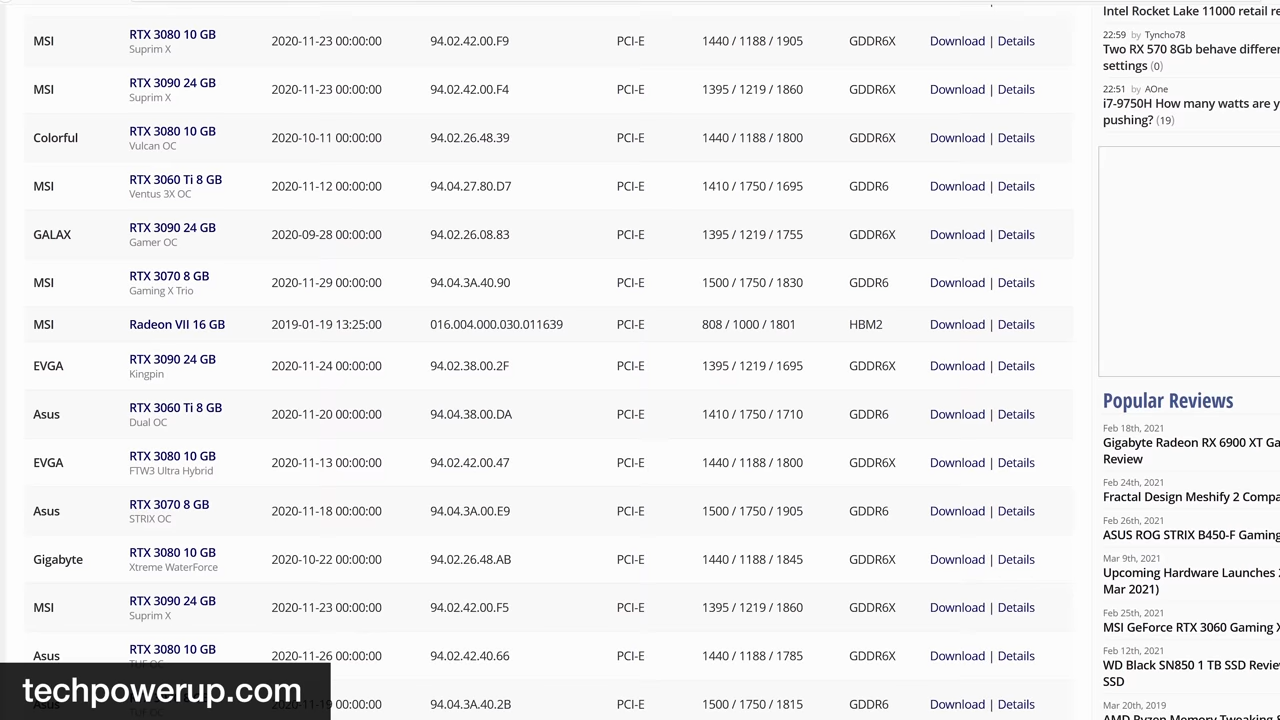 MSI RTX 3080 10 GB 2020-11-23 00:00:00 94.02.42.00.F9 PCI-E 1440 / 1188 / 1905 GDDR6X Download | Details
Suprim X
MSI RTX 3090 24 GB 2020-11-23 00:00:00 94.02.42.00.F4 PCI-E 1395 / 1219 / 1860 GDDR6X Download | Details
Suprim X
Colorful RTX 3080 10 GB 2020-10-11 00:00:00 94.02.26.48.39 PCI-E 1440 / 1188 / 1800 GDDR6X Download | Details
Vulcan OC
MSI RTX 3060 Ti 8 GB 2020-11-12 00:00:00 94.04.27.80.D7 PCI-E 1410 / 1750 / 1695 GDDR6 Download | Details
Ventus 3X OC
GALAX RTX 3090 24 GB 2020-09-28 00:00:00 94.02.26.08.83 PCI-E 1395 / 1219 / 1755 GDDR6X Download | Details
Gamer OC
MSI RTX 3070 8 GB 2020-11-29 00:00:00 94.04.3A.40.90 PCI-E 1500 / 1750 / 1830 GDDR6 Download | Details
Gaming X Trio
MSI Radeon VII 16 GB 2019-01-19 13:25:00 016.004.000.030.011639 PCI-E 808 / 1000 / 1801 HBM2 Download | Details
EVGA RTX 3090 24 GB 2020-11-24 00:00:00 94.02.38.00.2F PCI-E 1395 / 1219 / 1695 GDDR6X Download | Details
Kingpin
Asus RTX 3060 Ti 8 GB 2020-11-20 00:00:00 94.04.38.00.DA PCI-E 1410 / 1750 / 1710 GDDR6 Download | Details
Dual OC
EVGA RTX 3080 10 GB 2020-11-13 00:00:00 94.02.42.00.47 PCI-E 1440 / 1188 / 1800 GDDR6X Download | Details
FTW3 Ultra Hybrid
Asus RTX 3070 8 GB 2020-11-18 00:00:00 94.04.3A.00.E9 PCI-E 1500 / 1750 / 1905 GDDR6 Download | Details
STRIX OC
Gigabyte RTX 3080 10 GB 2020-10-22 00:00:00 94.02.26.48.AB PCI-E 1440 / 1188 / 1845 GDDR6X Download | Details
Xtreme WaterForce
MSI RTX 3090 24 GB 2020-11-23 00:00:00 94.02.42.00.F5 PCI-E 1395 / 1219 / 1860 GDDR6X Download | Details
Suprim X
Asus RTX 3080 10 GB 2020-11-26 00:00:00 94.02.42.40.66 PCI-E 1440 / 1188 / 1785 GDDR6X Download | Details
00:00:00 94.04.3A.40.2B PCI-E 1500 / 1750 / 1815 GDDR6 Download | Details
techpowerup.com
Intel Rocket Lake 11000 retail re
22:59 by Tyncho78
Two RX 570 8Gb behave differen
settings (0)
22:51 by AOne
i7-9750H How many watts are y
pushing? (19)
Popular Reviews
Feb 18th, 2021
Gigabyte Radeon RX 6900 XT Ga
Review
Feb 24th, 2021
Fractal Design Meshify 2 Compa
Feb 26th, 2021
ASUS ROG STRIX B450-F Gaming
Mar 9th, 2021
Upcoming Hardware Launches 2
Mar 2021)
Feb 25th, 2021
MSI GeForce RTX 3060 Gaming X
Feb 12th, 2021
WD Black SN850 1 TB SSD Revie
SSD
Mar 20th, 2019
AMD Ryzen Memory Tweaking &